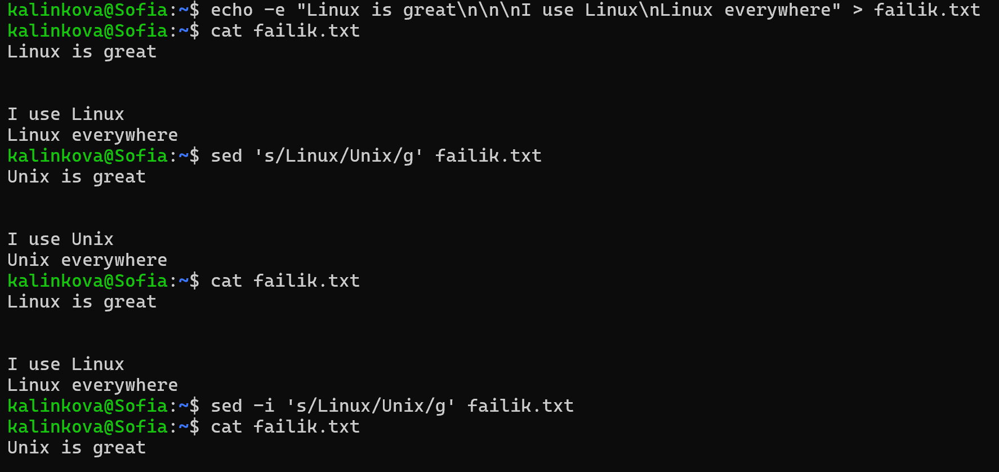 kalinkova@Sofia:~$ echo -e "Linux is great\n\n\nI use Linux\nLinux everywhere" > failik.txt
kalinkova@Sofia:~$ cat failik.txt
Linux is great
I use Linux
Linux everywhere
kalinkova@Sofia:~$ sed 's/Linux/Unix/g' failik.txt
Unix is great
I use Unix
Unix everywhere
kalinkova@Sofia:~$ cat failik.txt
Linux is great
I use Linux
Linux everywhere
kalinkova@Sofia:~$ sed -i 's/Linux/Unix/g' failik.txt
kalinkova@Sofia:~$ cat failik.txt
Unix is great